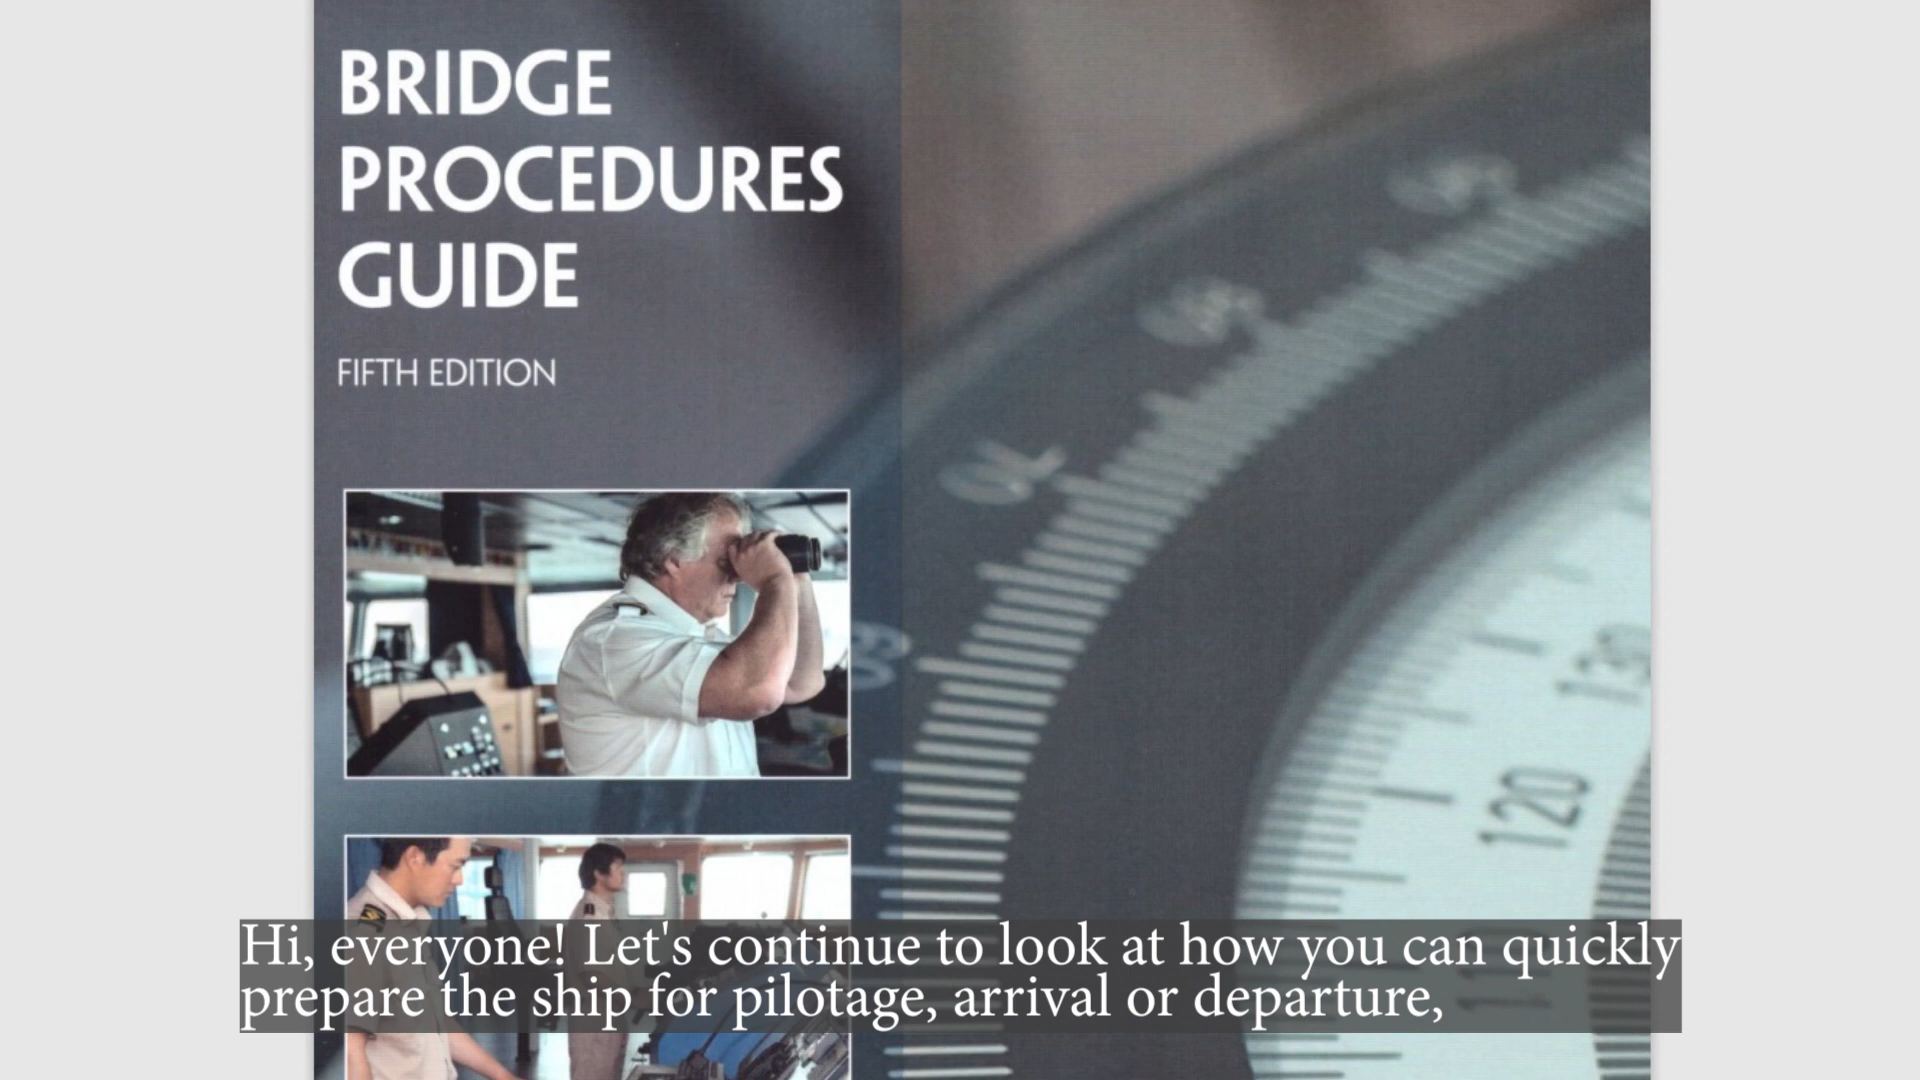 BRIDGE
PROCEDURES
GUIDE
FIFTH EDITION
120
Hi, everyone! Let's continue to look at how you can quickly
prepare the ship for pilotage, arrival or departure,